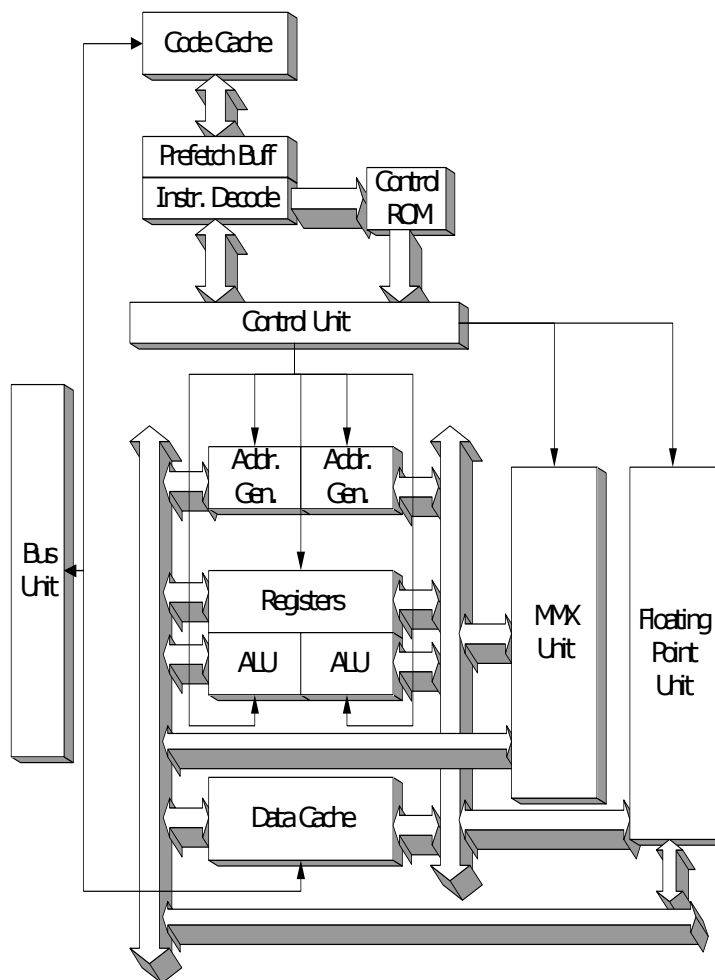 Code Cache
Prefetch Buff
Instr. Decode
Control
ROM
Control Unit
Addr.
Gen.
Addr.
Gen.
Bus
Unit
Registers
ALU
ALU
MMX
Unit
Floating
Point
Unit
Data Cache